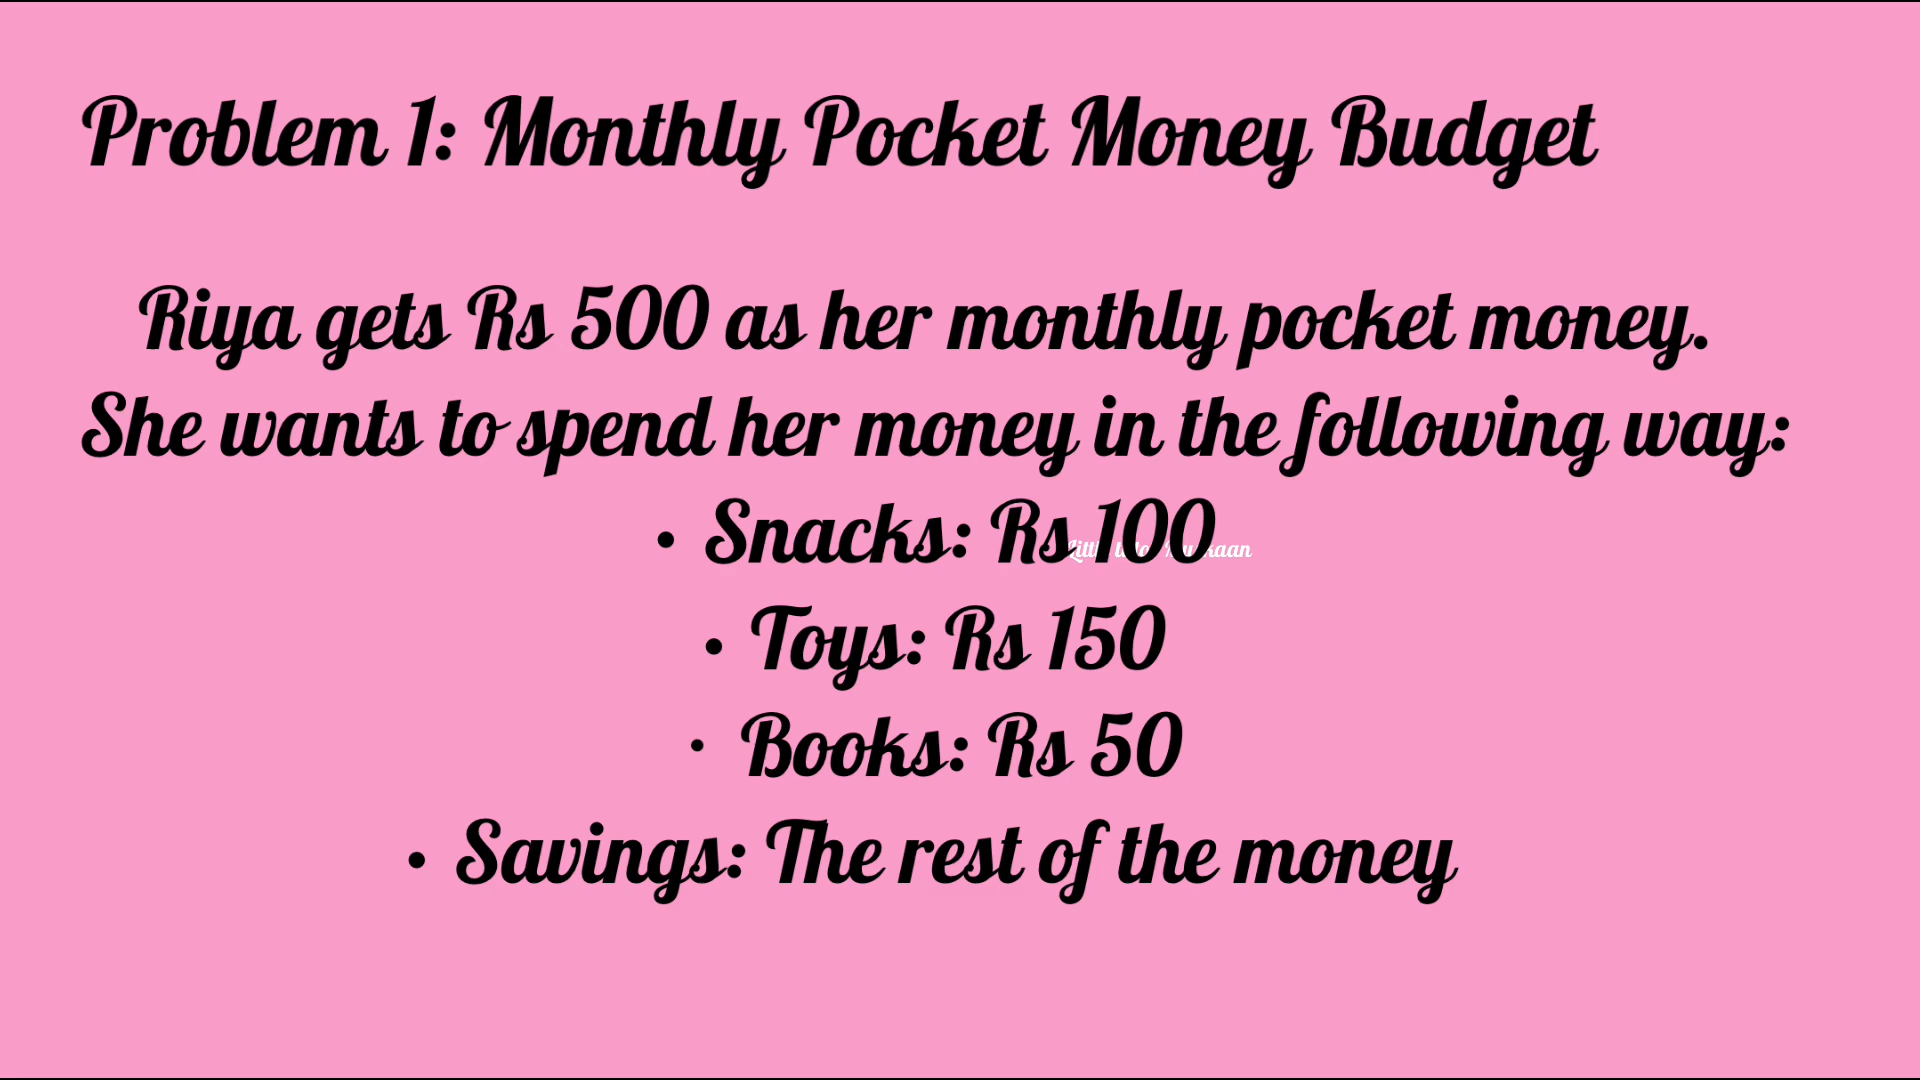 Problem 1: Monthly Pocket Money Budget
Riya gets Rs 500 as her monthly pocket money.
She wants to spend her money in the following way:
• Snacks: Rs 100
• Toys: Rs 150
• Books: Rs 50
• Savings: The rest of the money